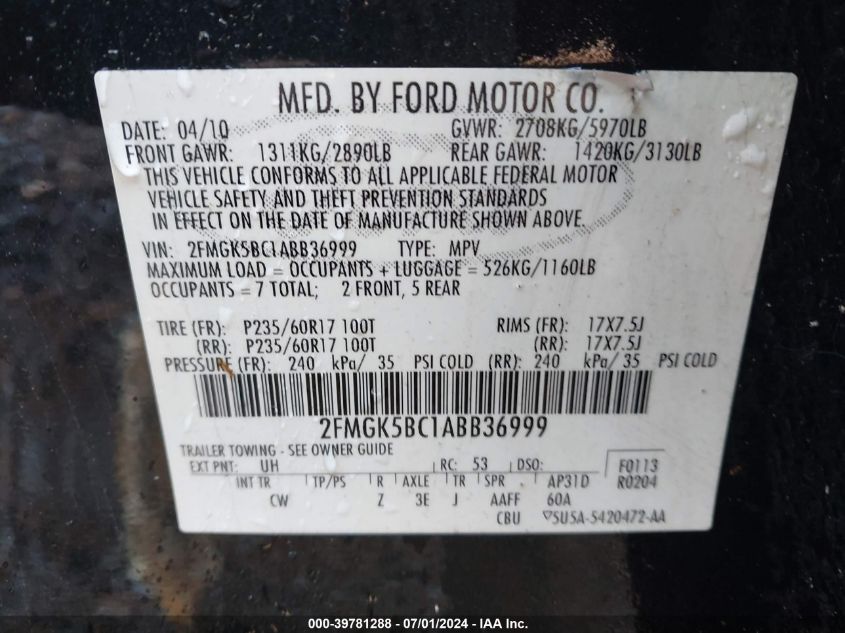 MFD. BY FORD MOTOR CO.
DATE: 04/10 GVWR: 2708KG/5970LB
FRONT GAWR: 1311KG/2890LB REAR GAWR: 1420KG/3130LB
THIS VEHICLE CONFORMS TO ALL APPLICABLE FEDERAL MOTOR
VEHICLE SAFETY AND THEFT PREVENTION STANDARDS
IN EFFECT ON THE DATE OF MANUFACTURE SHOWN ABOVE.
VIN: 2FMGK5BC1ABB36999 TYPE: MPV
MAXIMUM LOAD = OCCUPANTS + LUGGAGE = 526KG/1160LB
OCCUPANTS = 7 TOTAL; 2 FRONT, 5 REAR
TIRE (FR): P235/60R17 100T RIMS (FR): 17X7.5J
(RR): P235/60R17 100T (RR): 17X7.5J
PRESSURE (FR): 240 kPa/ 35 PSI COLD (RR): 240 kPa/ 35 PSI COLD
2FMGK5BC1ABB36999
TRAILER TOWING - SEE OWNER GUIDE
EXT PNT: UH RC: 53 DSO: F0113
INT TR TP/PS R AXLE TR SPR AP31D R0204
CW Z 3E J AAFF 60A
CBU ▽5U5A-5420472-AA
000-39781288 - 07/01/2024 - IAA Inc.